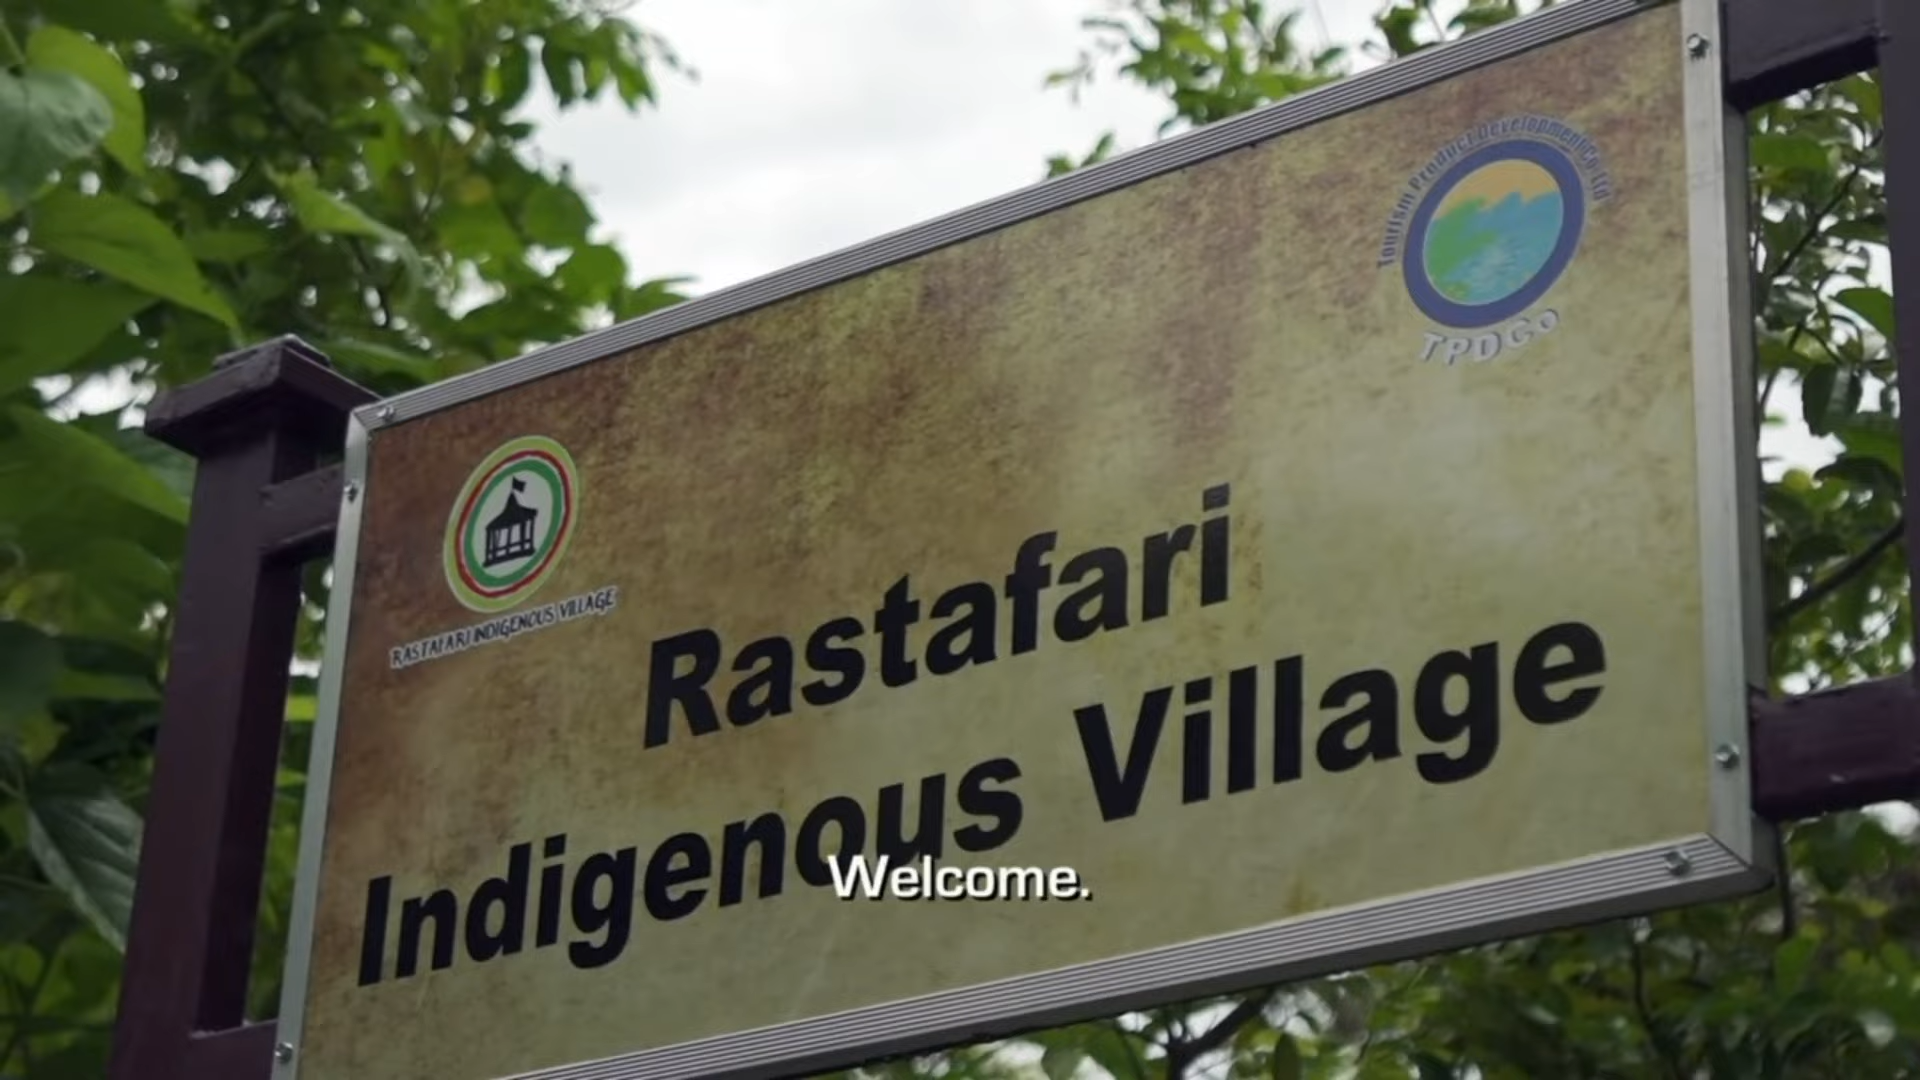 Tourism Product Development Co Ltd
TPDCo
RASTAFARI INDIGENOUS VILLAGE
Rastafari
Indigenous Village
Welcome.